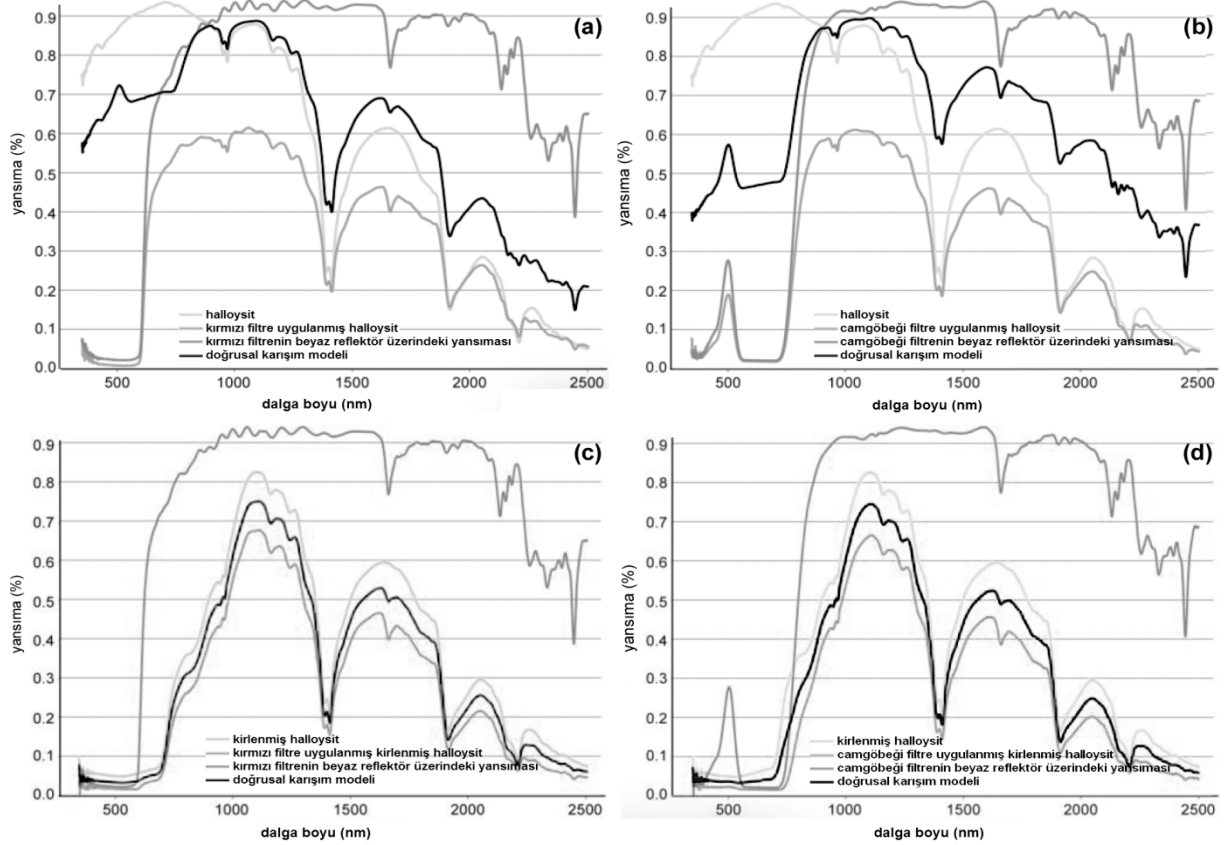 (a)
yansıma (%)
0.9
0.8
0.7
0.6
0.5
0.4
0.3
0.2
0.1
0.0
halloysit
kırmızı filtre uygulanmış halloysit
kırmızı filtrenin beyaz reflektör üzerindeki yansıması
doğrusal karışım modeli
500 1000 1500 2000 2500
dalga boyu (nm)
(b)
yansıma (%)
0.9
0.8
0.7
0.6
0.5
0.4
0.3
0.2
0.1
0.0
halloysit
camgöbeği filtre uygulanmış halloysit
camgöbeği filtrenin beyaz reflektör üzerindeki yansıması
doğrusal karışım modeli
500 1000 1500 2000 2500
dalga boyu (nm)
(c)
yansıma (%)
0.9
0.8
0.7
0.6
0.5
0.4
0.3
0.2
0.1
0.0
kirlenmiş halloysit
kırmızı filtre uygulanmış kirlenmiş halloysit
kırmızı filtrenin beyaz reflektör üzerindeki yansıması
doğrusal karışım modeli
500 1000 1500 2000 2500
dalga boyu (nm)
(d)
yansıma (%)
0.9
0.8
0.7
0.6
0.5
0.4
0.3
0.2
0.1
0.0
kirlenmiş halloysit
camgöbeği filtre uygulanmış kirlenmiş halloysit
camgöbeği filtrenin beyaz reflektör üzerindeki yansıması
doğrusal karışım modeli
500 1000 1500 2000 2500
dalga boyu (nm)